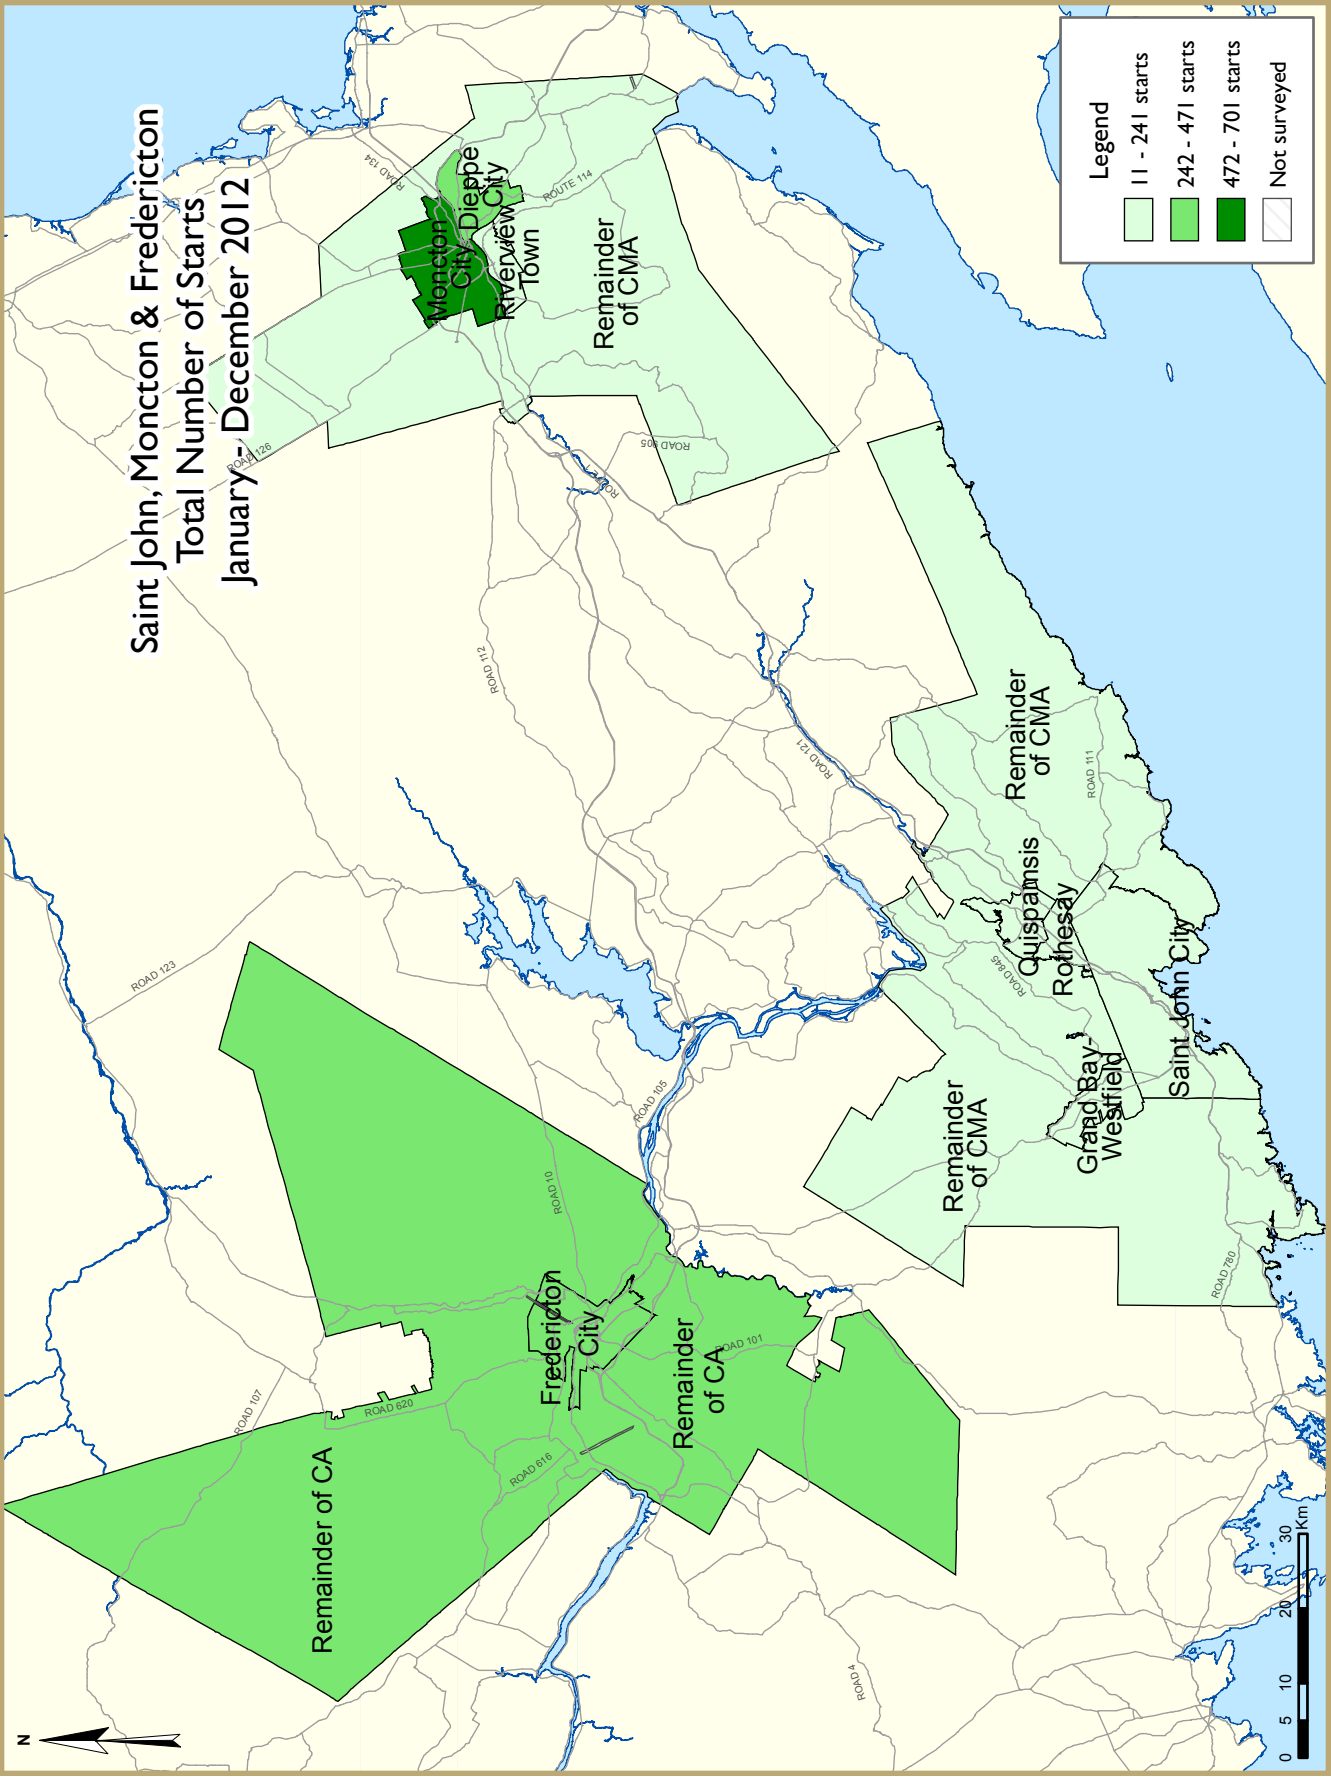 Saint John, Moncton & Fredericton
Total Number of Starts
January - December 2012
Legend
11 - 241 starts
242 - 471 starts
472 - 701 starts
Not surveyed
N
ROAD 134
ROAD 126
Moncton
City
Dieppe
City
Riverview
Town
ROUTE 114
Remainder
of CMA
ROAD 905
ROUTE 1
ROAD 112
ROAD 121
ROAD 123
ROAD 105
ROAD 10
ROAD 107
ROAD 620
ROAD 616
Remainder of CA
Fredericton
City
Remainder
of CA
ROAD 101
Remainder
of CMA
ROAD 111
Quispamsis
Rothesay
ROAD 845
Saint John City
Grand Bay-
Westfield
Remainder
of CMA
ROAD 780
ROAD 4
0 5 10 20 30
Km